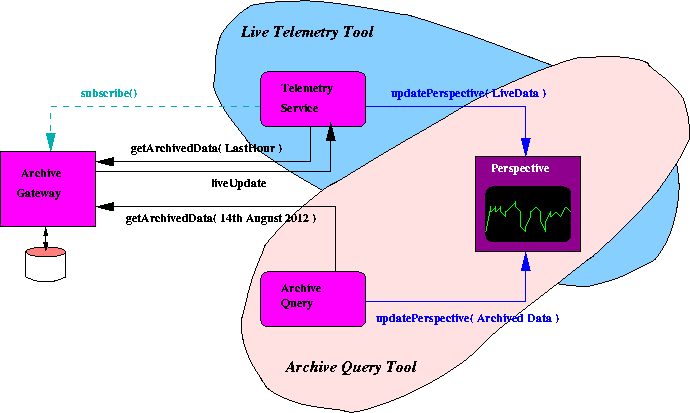 Live Telemetry Tool
subscribe()
Telemetry
Service
updatePerspective( LiveData )
getArchivedData( LastHour )
Archive
Gateway
liveUpdate
Perspective
getArchivedData( 14th August 2012 )
Archive
Query
updatePerspective( Archived Data )
Archive Query Tool